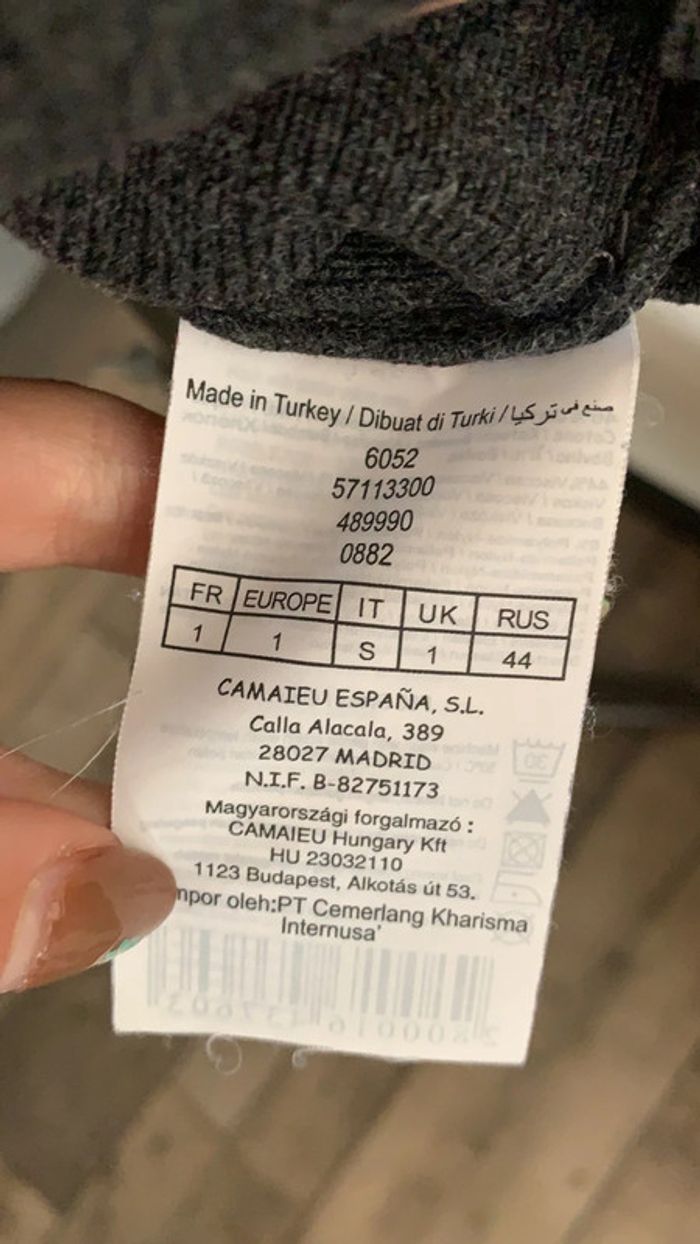 Made in Turkey / Dibuat di Turki / صنع في تركيا
6052
57113300
489990
0882
FR EUROPE IT UK RUS
1 1 S 1 44
CAMAIEU ESPAÑA, S.L.
Calla Alacala, 389
28027 MADRID
N.I.F. B-82751173
Magyarországi forgalmazó :
CAMAIEU Hungary Kft
HU 23032110
1123 Budapest, Alkotás út 53.
oleh:PT Cemerlang Kharisma
Internusa'
30